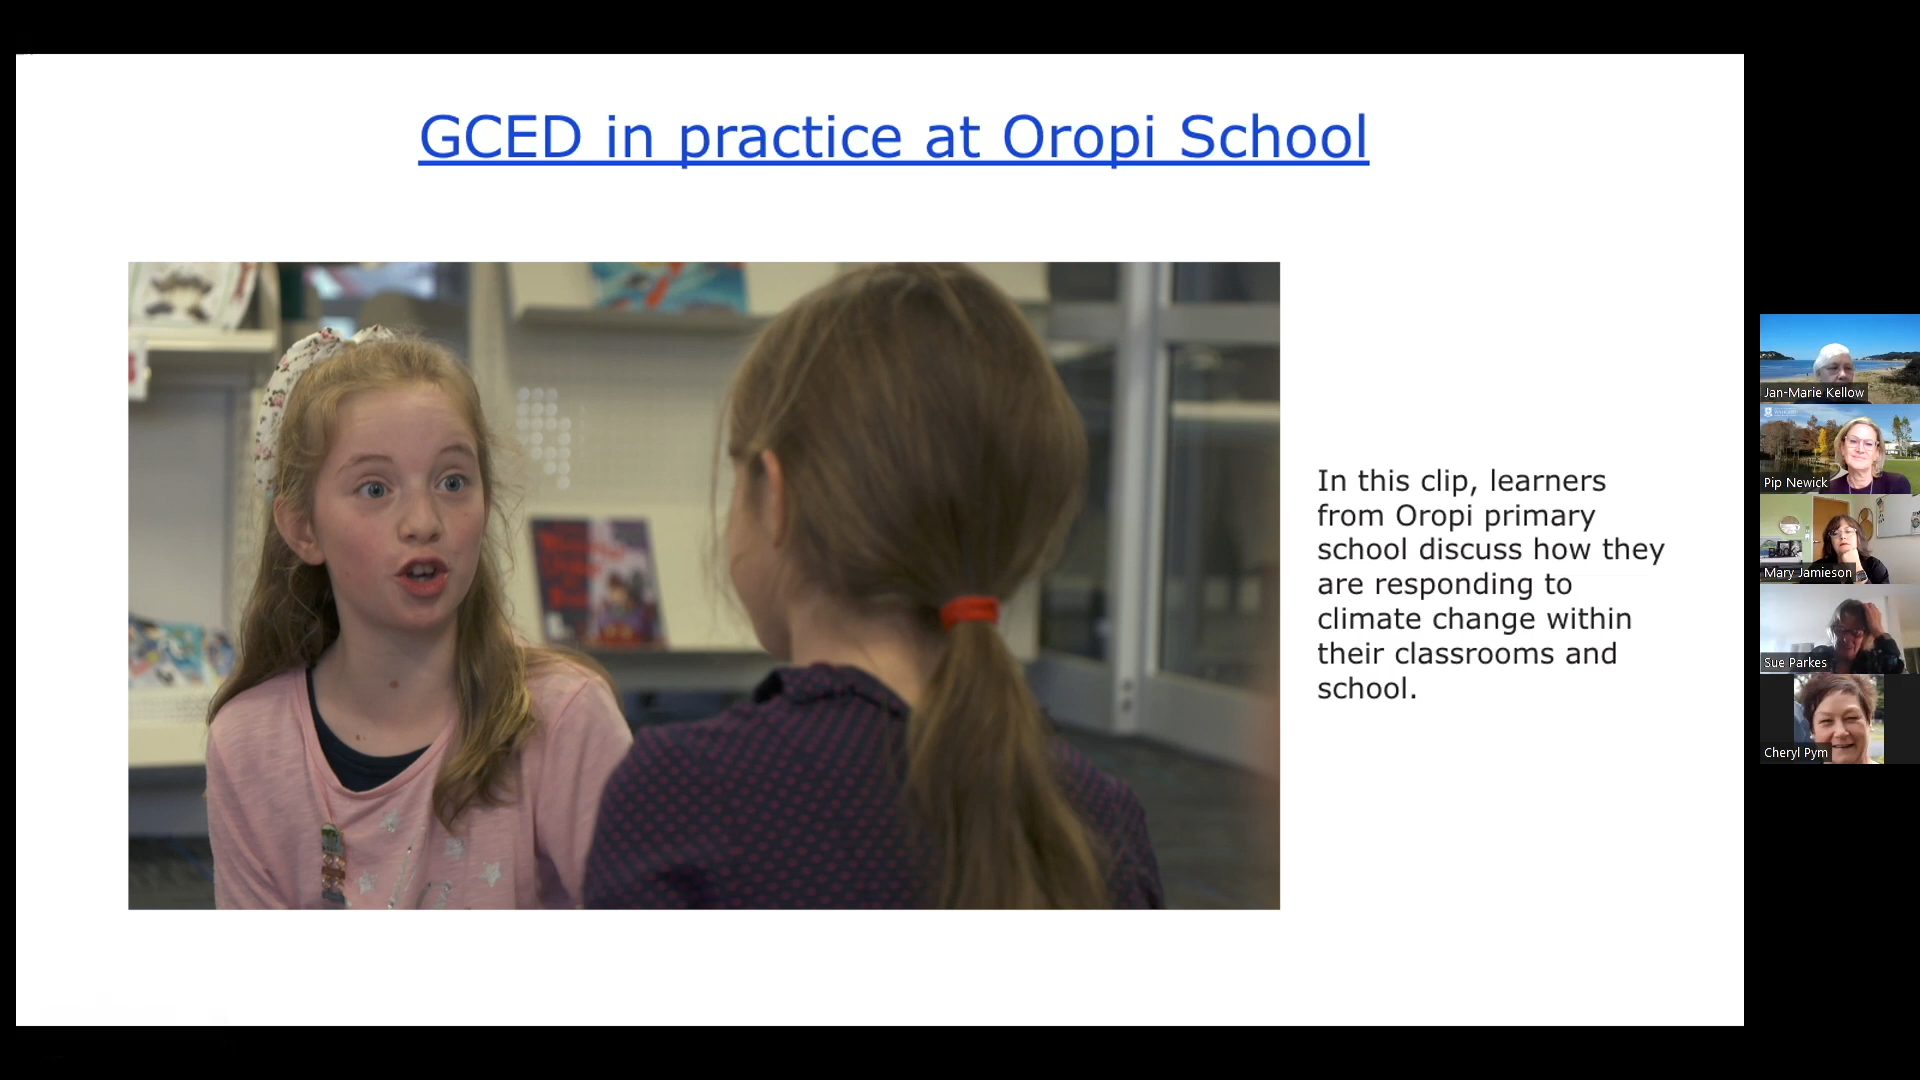 GCED in practice at Oropi School
In this clip, learners
from Oropi primary
school discuss how they
are responding to
climate change within
their classrooms and
school.
Jan-Marie Kellow
Pip Newick
Mary Jamieson
Sue Parkes
Cheryl Pym